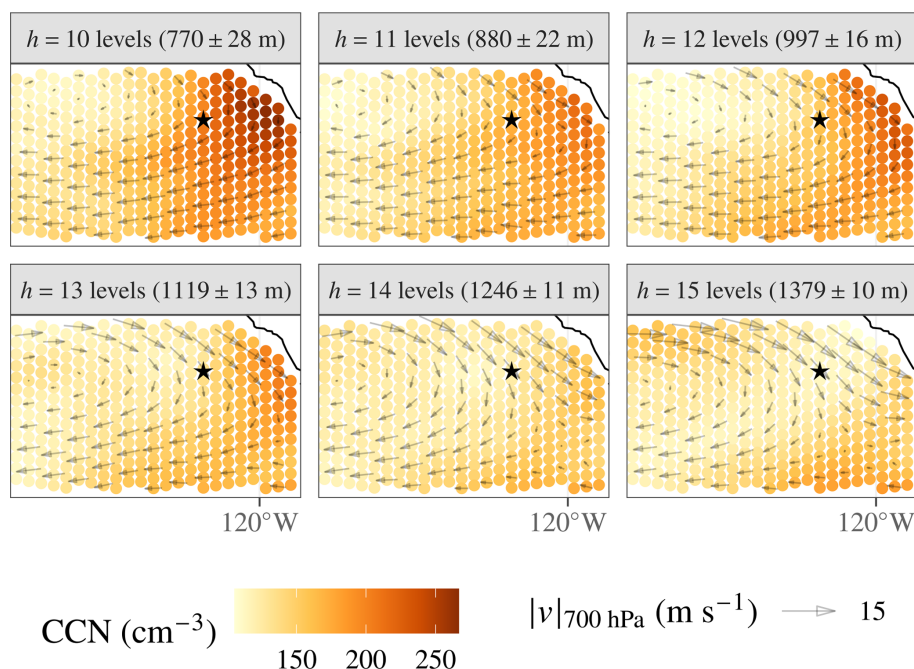 h = 10 levels (770 ± 28 m)
h = 11 levels (880 ± 22 m)
h = 12 levels (997 ± 16 m)
h = 13 levels (1119 ± 13 m)
h = 14 levels (1246 ± 11 m)
h = 15 levels (1379 ± 10 m)
120°W
120°W
120°W
CCN (cm⁻³)
150 200 250
|v|₇₀₀ ₕPₐ (m s⁻¹)
15